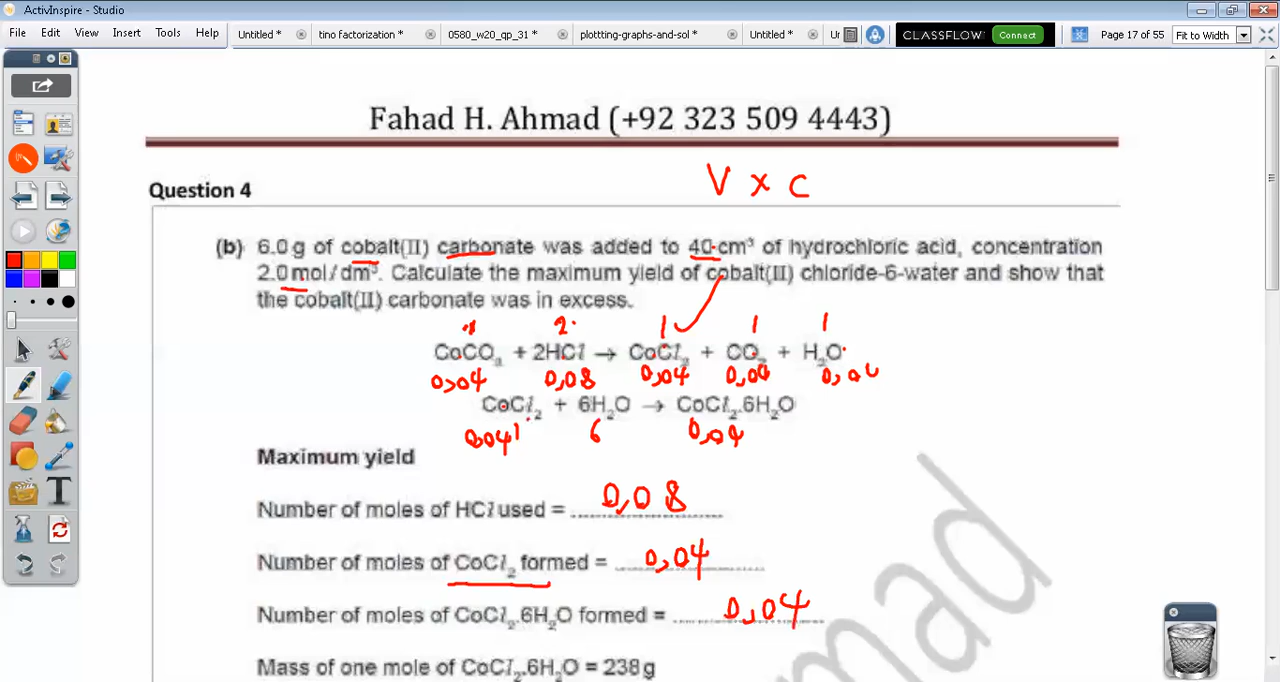 ActivInspire - Studio
File Edit View Insert Tools Help Untitled * tino factirization * 0580_w20_qp_31 * plottting-graphs-and-sol * Untitled * Ur CLASSFLOW Connect Page 17 of 55 Fit to Width
Fahad H. Ahmad (+92 323 509 4443)
V × C
Question 4
(b) 6.0 g of cobalt(II) carbonate was added to 40 cm³ of hydrochloric acid, concentration
2.0 mol/dm³. Calculate the maximum yield of cobalt(II) chloride-6-water and show that
the cobalt(II) carbonate was in excess.
1 2 1 1 1
CoCO₃ + 2HCl → CoCl₂ + CO₂ + H₂O
0,04 0,08 0,04 0,04 0,04
CoCl₂ + 6H₂O → CoCl₂.6H₂O
0,04 1 6 0,04
Maximum yield
Number of moles of HCl used = 0,08
Number of moles of CoCl₂ formed = 0,04
Number of moles of CoCl₂.6H₂O formed = 0,04
Mass of one mole of CoCl₂.6H₂O = 238 g
mad